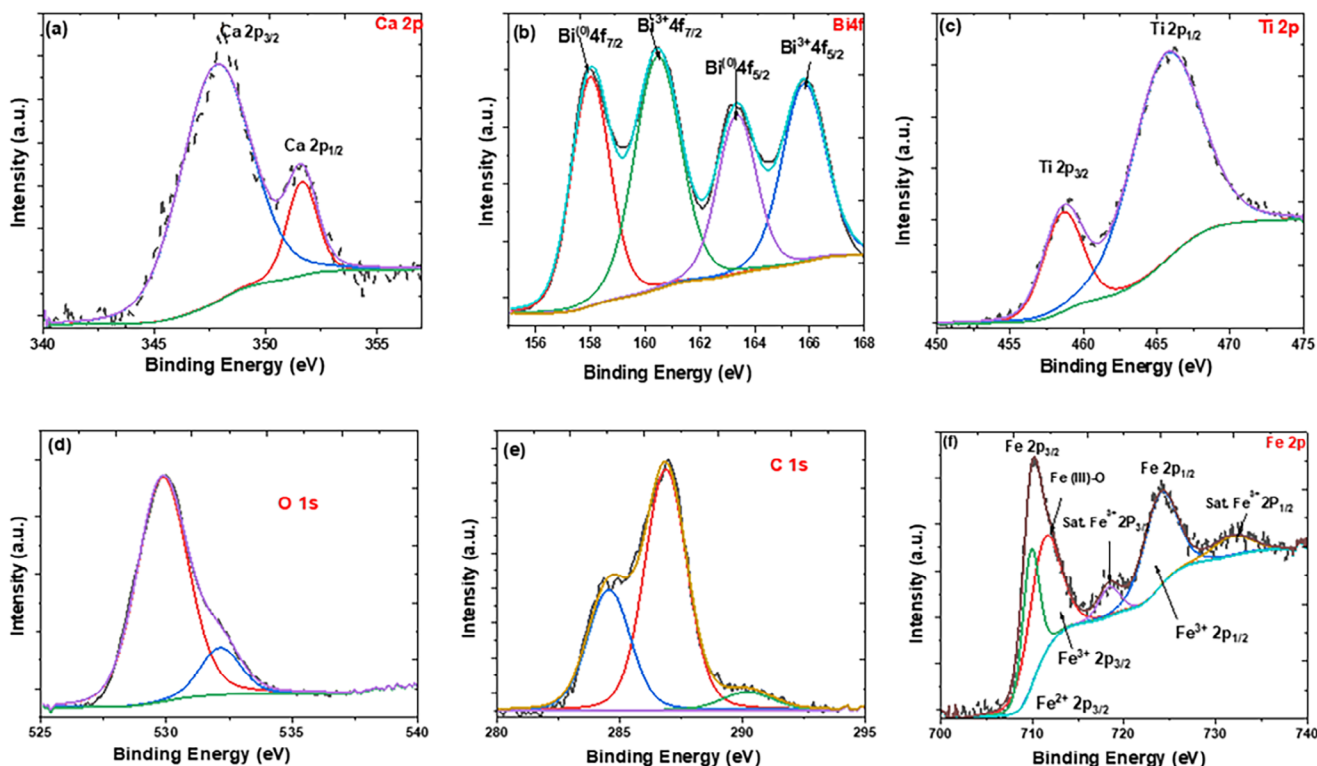 (a)
Ca 2p
Ca 2p3/2
Ca 2p1/2
Intensity (a.u.)
340 345 350 355
Binding Energy (eV)
(b)
Bi4f
Bi(0)4f7/2
Bi3+4f7/2
Bi(0)4f5/2
Bi3+4f5/2
Intensity (a.u.)
156 158 160 162 164 166 168
Binding Energy (eV)
(c)
Ti 2p
Ti 2p1/2
Ti 2p3/2
Intensity (a.u.)
450 455 460 465 470 475
Binding Energy (eV)
(d)
O 1s
Intensity (a.u.)
525 530 535 540
Binding Energy (eV)
(e)
C 1s
Intensity (a.u.)
280 285 290 295
Binding Energy (eV)
(f)
Fe 2p
Fe 2p3/2
Fe (III)-O
Sat. Fe3+ 2P3/2
Fe 2p1/2
Sat. Fe3+ 2P1/2
Fe3+ 2p1/2
Fe3+ 2p3/2
Fe2+ 2p3/2
Intensity (a.u.)
700 710 720 730 740
Binding Energy (eV)